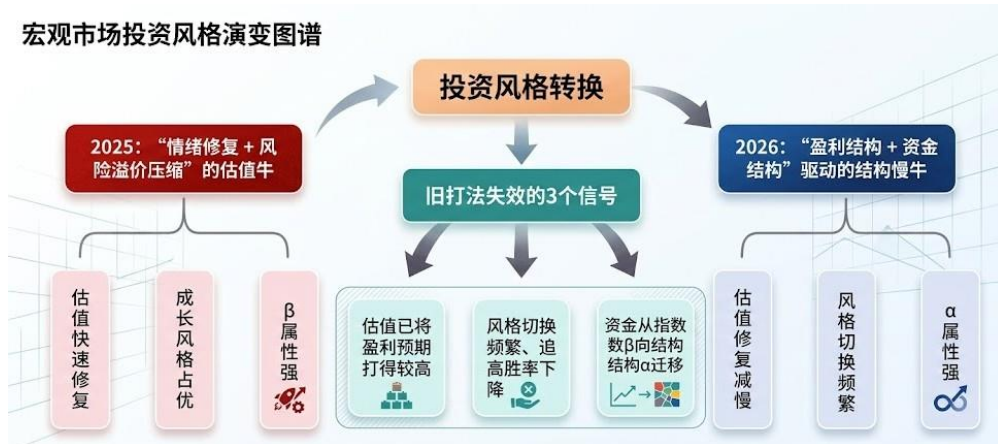 宏观市场投资风格演变图谱
投资风格转换
2025：“情绪修复 + 风
险溢价压缩”的估值牛
旧打法失效的3个信号
2026：“盈利结构 + 资金
结构”驱动的结构慢牛
估值快速修复
成长风格占优
β属性强
估值已将
盈利预期
打得较高
风格切换
频繁、追
高胜率下
降
资金从指数
数β向结构
结构α迁移
估值修复减慢
风格切换频繁
α属性强